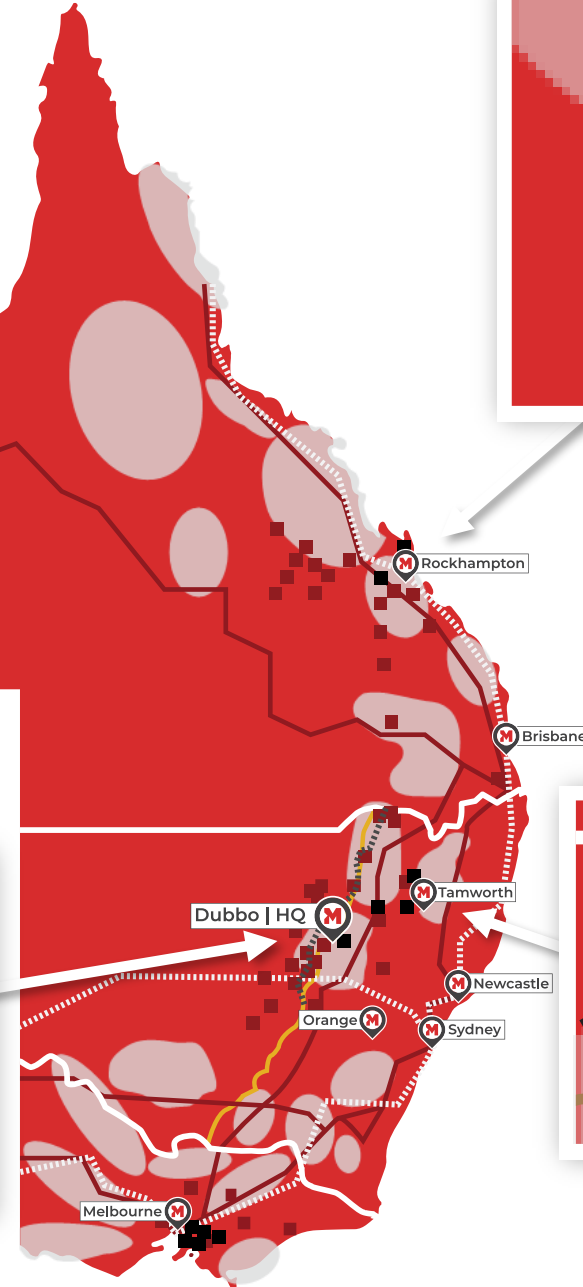 Rockhampton
Brisbane
Tamworth
Dubbo | HQ
Newcastle
Orange
Sydney
Melbourne